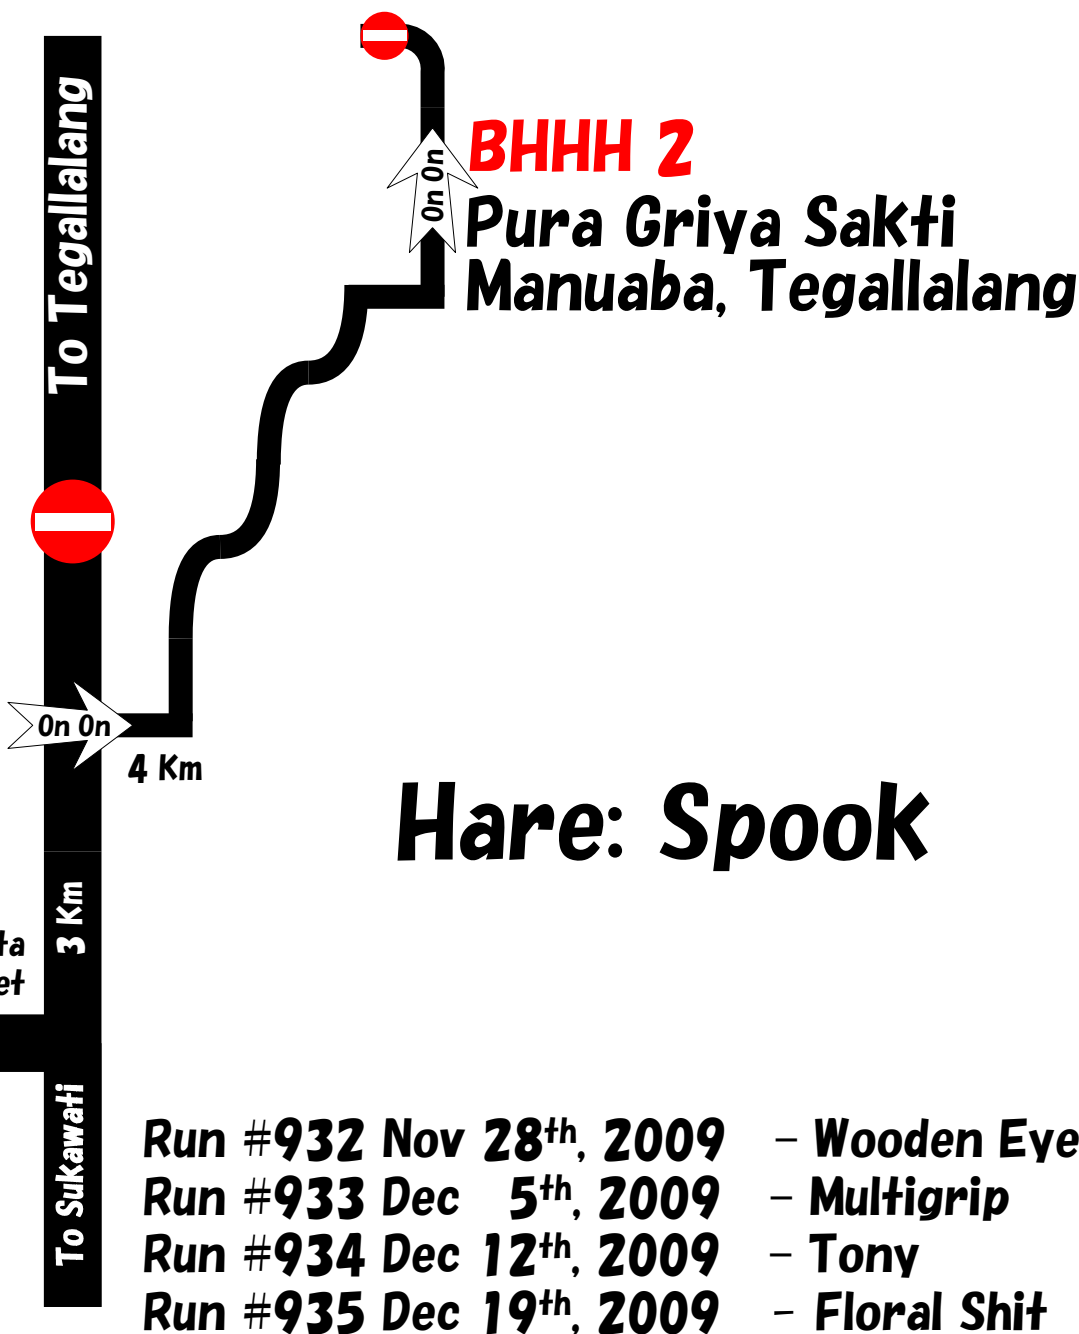 To Tegallalang
On On
BHHH 2
Pura Griya Sakti
Manuaba, Tegallalang
On On
4 Km
Hare: Spook
3 Km
ta
et
To Sukawati
Run #932 Nov 28th, 2009 - Wooden Eye
Run #933 Dec 5th, 2009 - Multigrip
Run #934 Dec 12th, 2009 - Tony
Run #935 Dec 19th, 2009 - Floral Shit